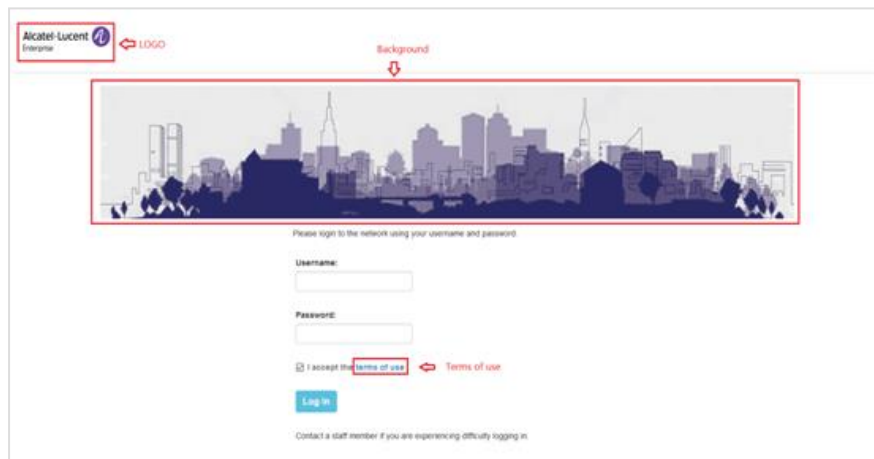 Alcatel·Lucent
Enterprise
LOGO
Background
Please login to the network using your username and password
Username:
Password:
I accept the terms of use
Terms of use
Log In
Contact a staff member if you are experiencing difficulty logging in.